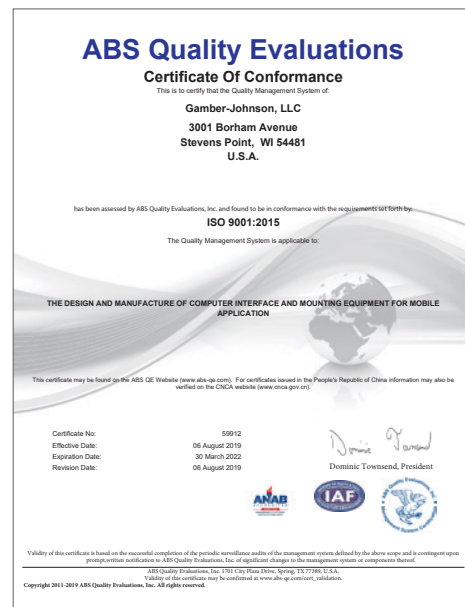 ABS Quality Evaluations
Certificate Of Conformance
This is to certify that the Quality Management System of:
Gamber-Johnson, LLC
3001 Borham Avenue
Stevens Point, WI 54481
U.S.A.
has been assessed by ABS Quality Evaluations, Inc. and found to be in conformance with the requirements set forth by:
ISO 9001:2015
The Quality Management System is applicable to:
THE DESIGN AND MANUFACTURE OF COMPUTER INTERFACE AND MOUNTING EQUIPMENT FOR MOBILE
APPLICATION
This certificate may be found on the ABS QE Website (www.abs-qe.com). For certificates issued in the People's Republic of China information may also be
verified on the CNCA website (www.cnca.gov.cn).
Certificate No: 59912
Effective Date: 06 August 2019
Expiration Date: 30 March 2022
Revision Date: 06 August 2019
Dominic Townsend
Dominic Townsend, President
ANAB
ACCREDITED
IAF
ABS Quality Evaluations, Inc.
Management System Certification
Validity of this certificate is based on the successful completion of the periodic surveillance audits of the management system defined by the above scope and is contingent upon
prompt,written notification to ABS Quality Evaluations, Inc. of significant changes to the management system or components thereof.
ABS Quality Evaluations, Inc. 1701 City Plaza Drive, Spring, TX 77389, U.S.A.
Validity of this certificate may be confirmed at www.abs-qe.com/cert_validation.
Copyright 2011-2019 ABS Quality Evaluations, Inc. All rights reserved.